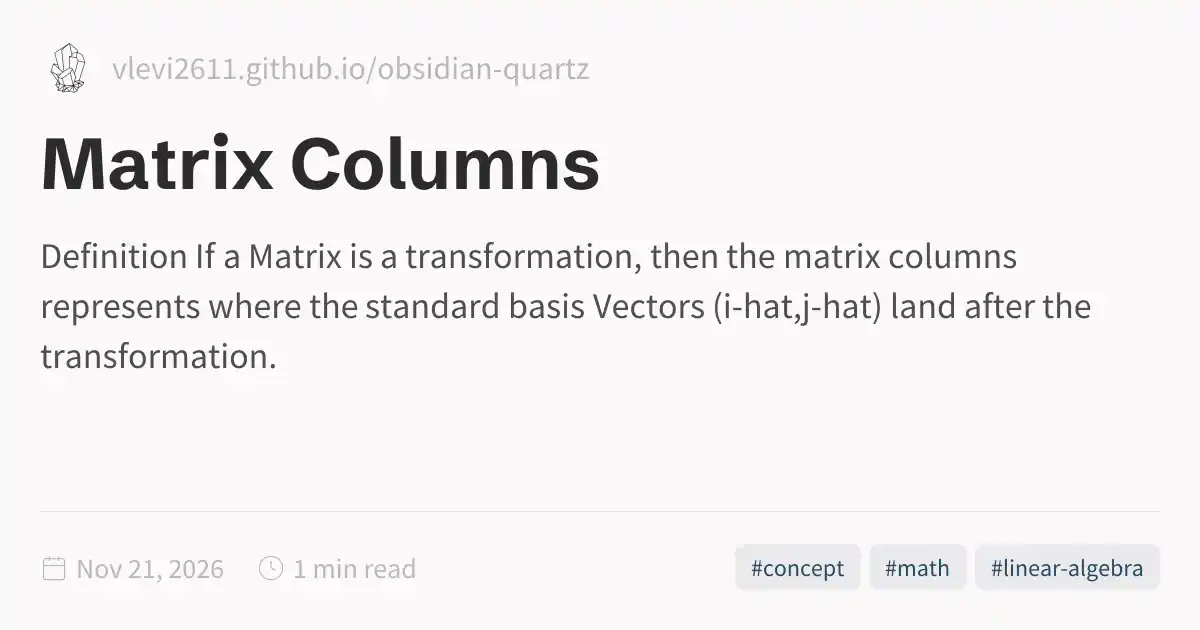 vlevi2611.github.io/obsidian-quartz
Matrix Columns
Definition If a Matrix is a transformation, then the matrix columns
represents where the standard basis Vectors (i-hat,j-hat) land after the
transformation.
Nov 21, 2026 1 min read #concept #math #linear-algebra